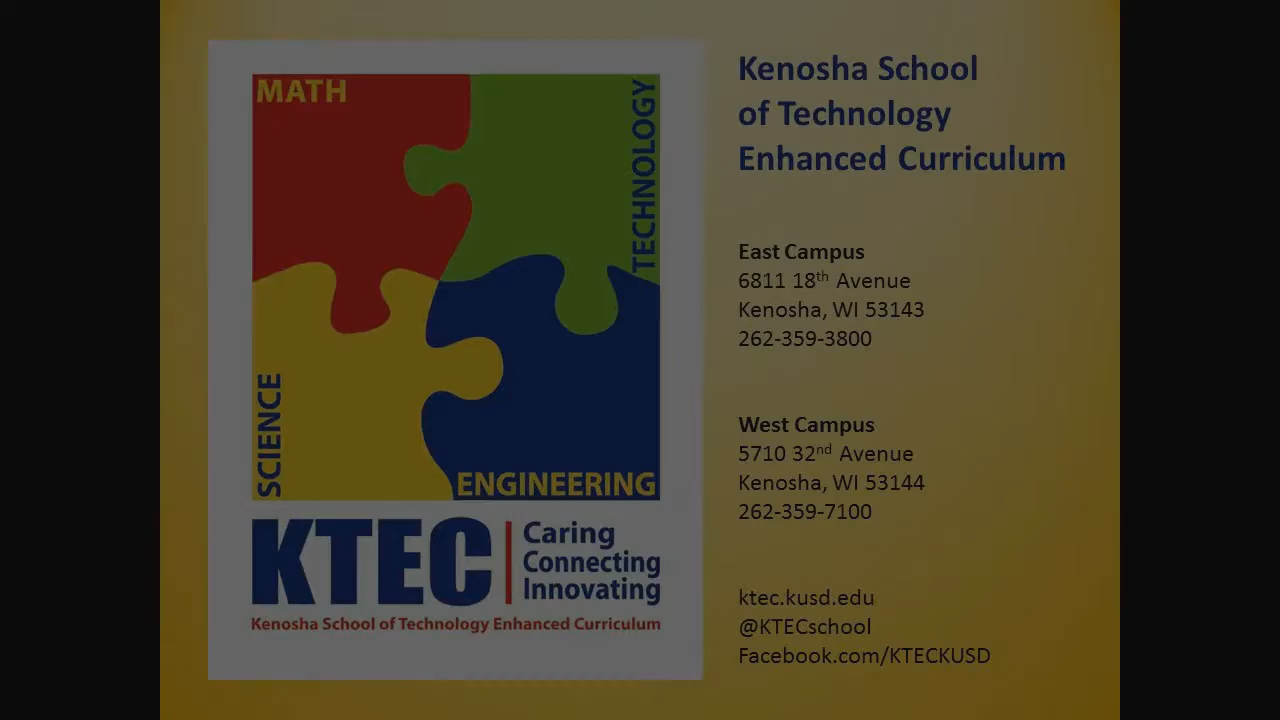 MATH
TECHNOLOGY
SCIENCE
ENGINEERING
KTEC
Caring
Connecting
Innovating
Kenosha School of Technology Enhanced Curriculum
Kenosha School
of Technology
Enhanced Curriculum
East Campus
6811 18th Avenue
Kenosha, WI 53143
262-359-3800
West Campus
5710 32nd Avenue
Kenosha, WI 53144
262-359-7100
ktec.kusd.edu
@KTECschool
Facebook.com/KTECKUSD